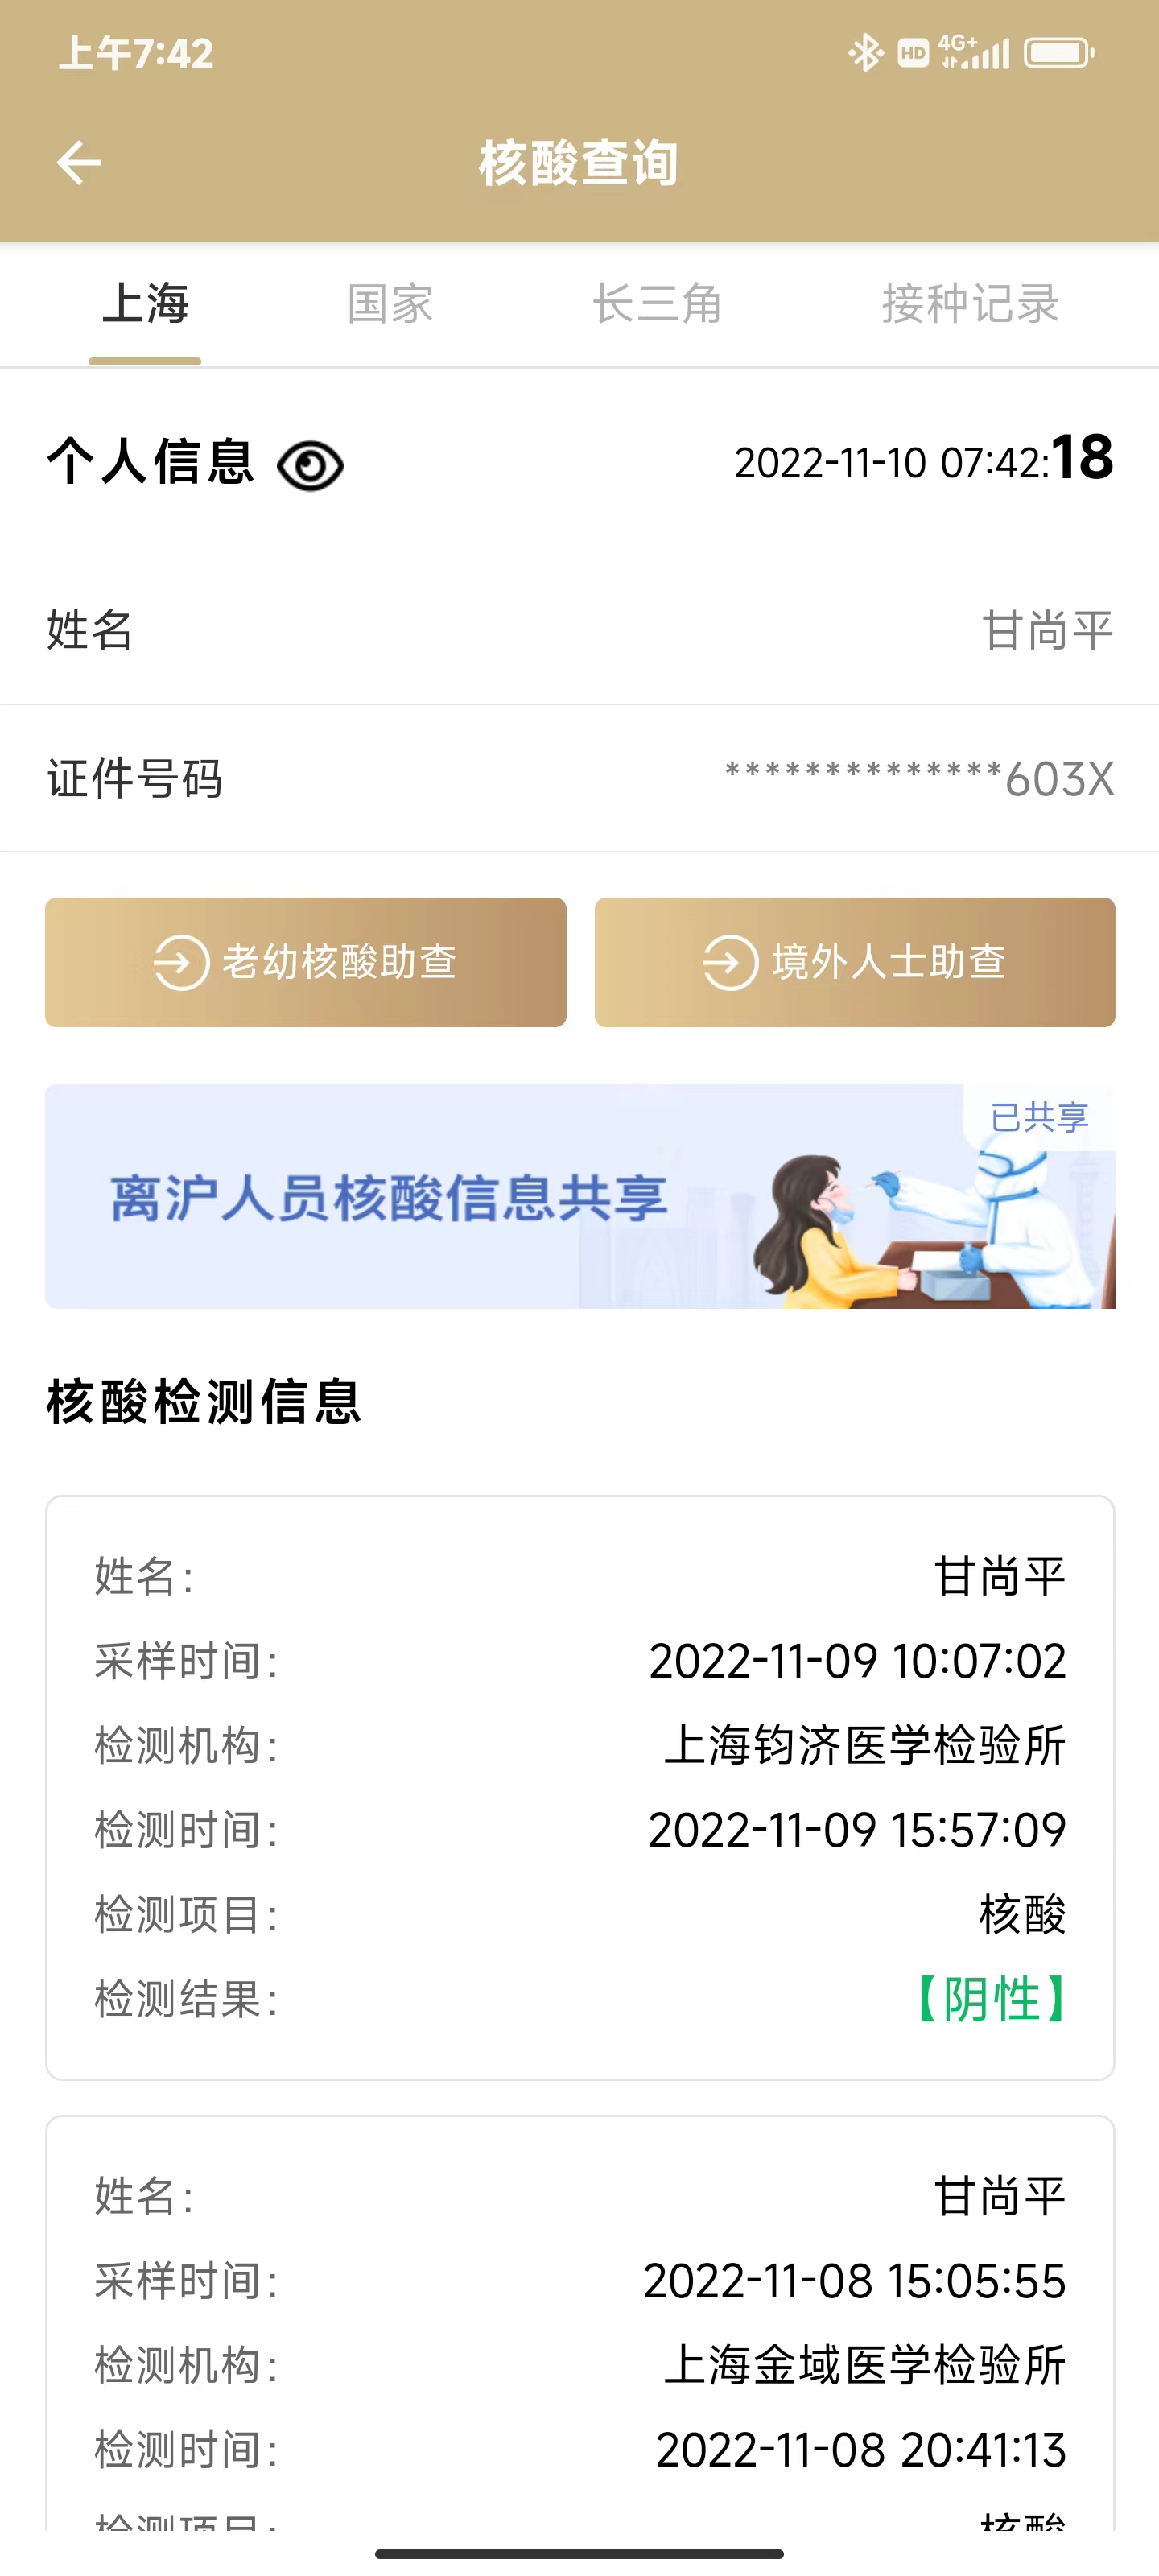 上午7:42
HD 4G+
核酸查询
上海 国家 长三角 接种记录
个人信息 2022-11-10 07:42:18
姓名 甘尚平
证件号码 **************603X
老幼核酸助查 境外人士助查
已共享
离沪人员核酸信息共享
核酸检测信息
姓名: 甘尚平
采样时间: 2022-11-09 10:07:02
检测机构: 上海钧济医学检验所
检测时间: 2022-11-09 15:57:09
检测项目: 核酸
检测结果: 【阴性】
姓名: 甘尚平
采样时间: 2022-11-08 15:05:55
检测机构: 上海金域医学检验所
检测时间: 2022-11-08 20:41:13
检测项目: 核酸